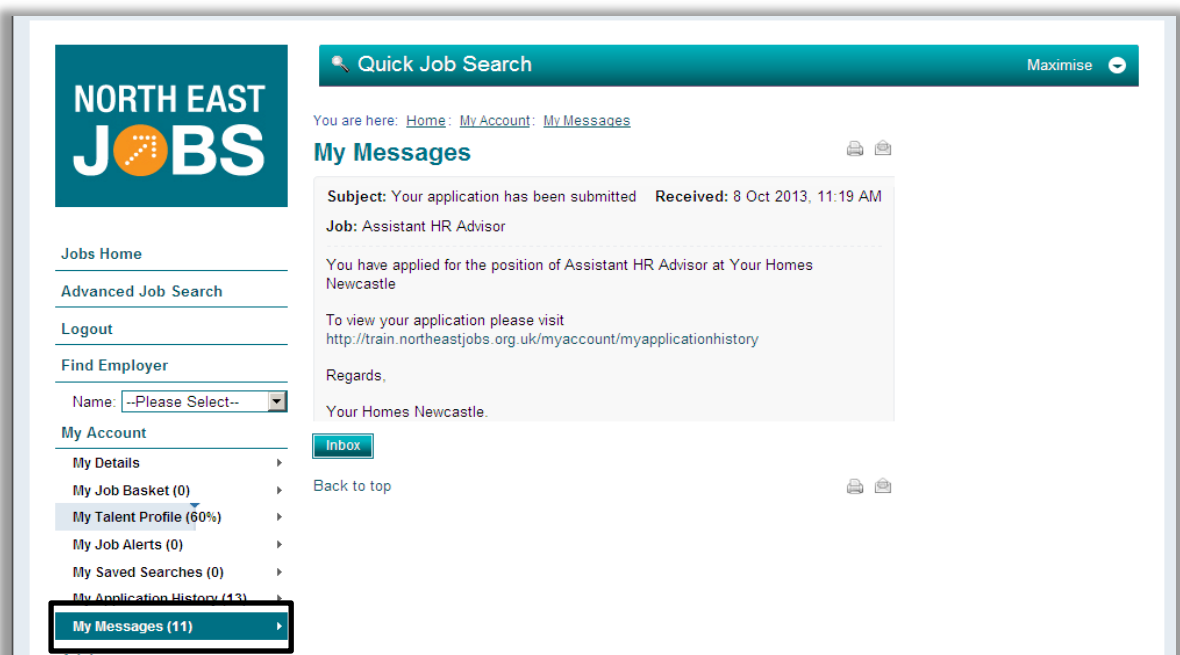 NORTH EAST
JOBS
Quick Job Search
Maximise
You are here: Home: My Account: My Messages
My Messages
Subject: Your application has been submitted Received: 8 Oct 2013, 11:19 AM
Job: Assistant HR Advisor
You have applied for the position of Assistant HR Advisor at Your Homes
Newcastle
To view your application please visit
http://train.northeastjobs.org.uk/myaccount/myapplicationhistory
Regards,
Your Homes Newcastle.
Inbox
Back to top
Jobs Home
Advanced Job Search
Logout
Find Employer
Name: --Please Select--
My Account
My Details
My Job Basket (0)
My Talent Profile (60%)
My Job Alerts (0)
My Saved Searches (0)
My Application History (13)
My Messages (11)